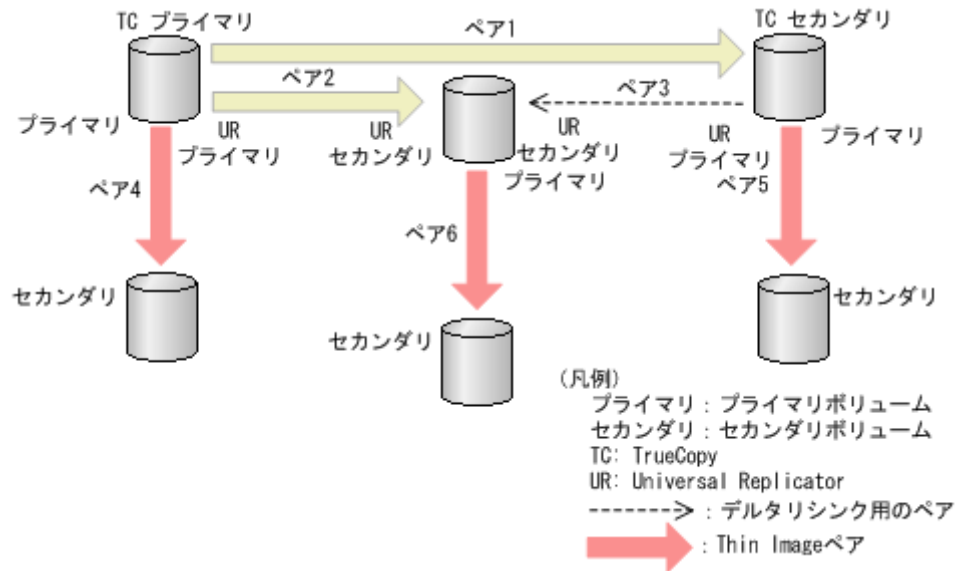 TC プライマリ
ペア1
TC セカンダリ
ペア2
ペア3
プライマリ
UR
プライマリ
UR
セカンダリ
UR
セカンダリ
プライマリ
UR
プライマリ
プライマリ
ペア4
ペア5
ペア6
セカンダリ
セカンダリ
セカンダリ
(凡例)
プライマリ：プライマリボリューム
セカンダリ：セカンダリボリューム
TC: TrueCopy
UR: Universal Replicator
：デルタリシンク用のペア
：Thin Imageペア